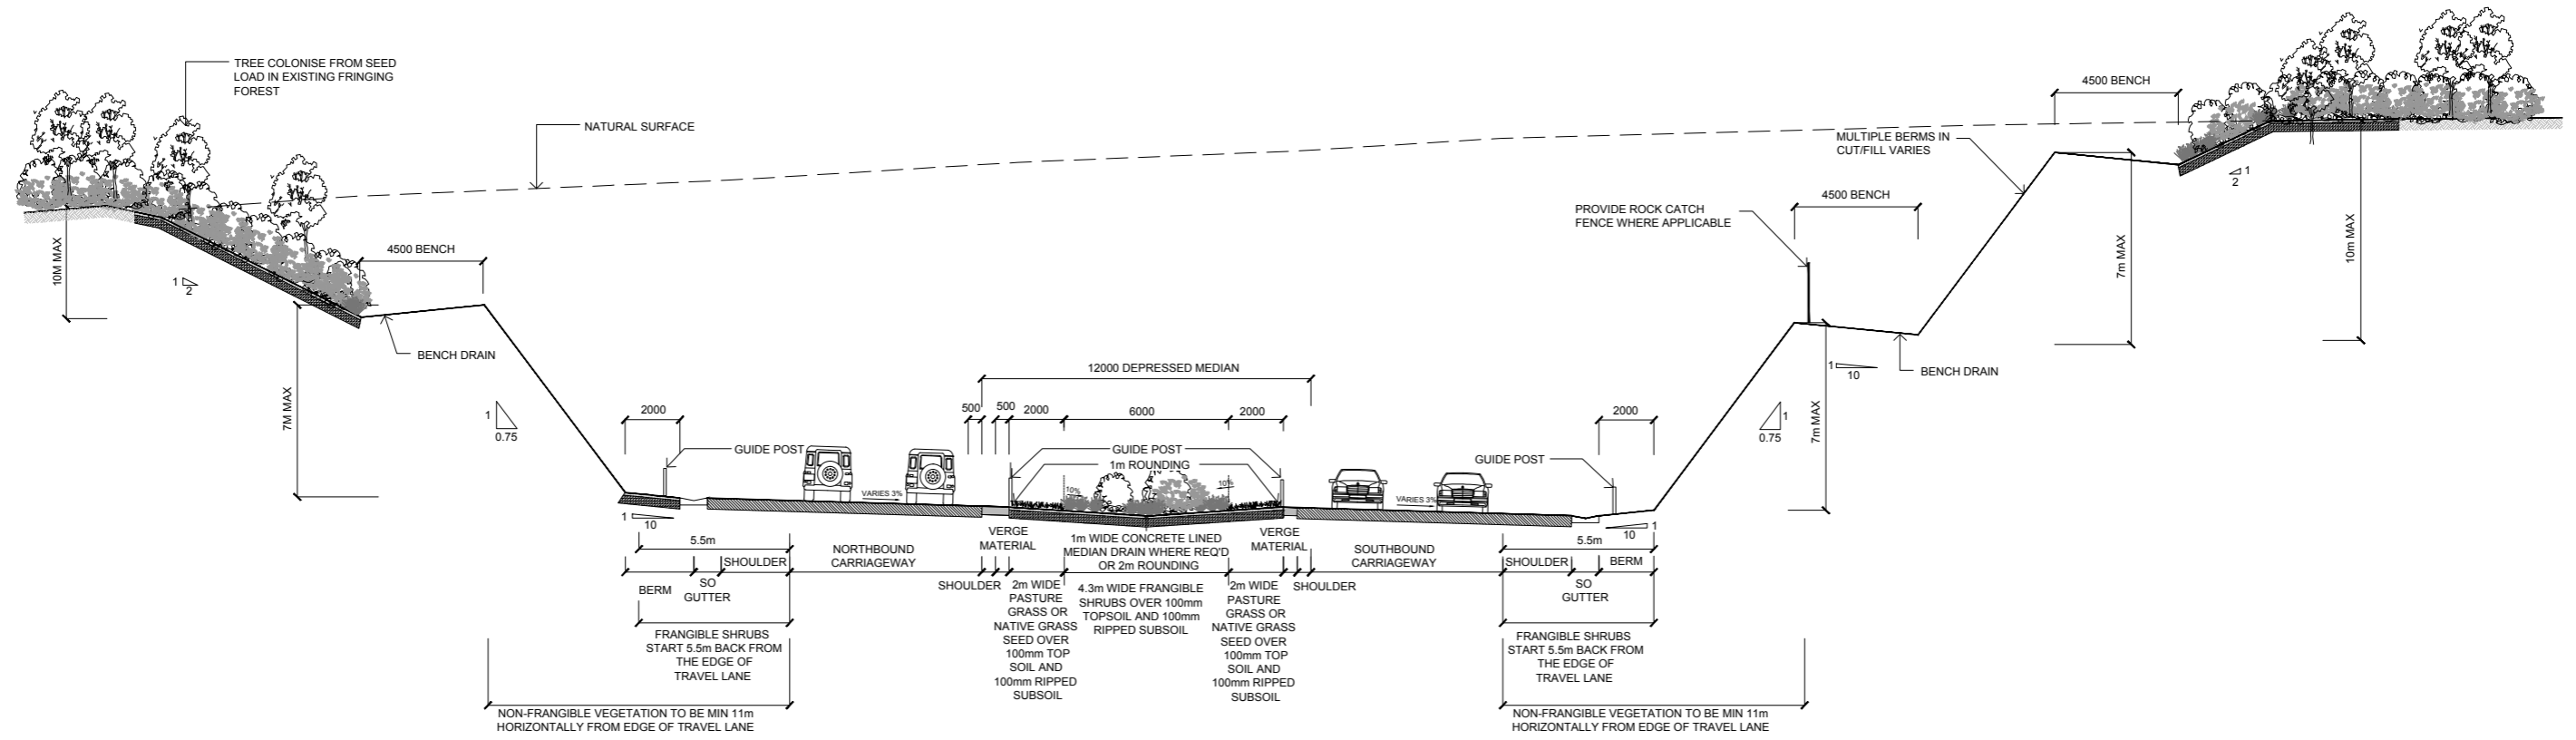 TREE COLONISE FROM SEED
LOAD IN EXISTING FRINGING
FOREST
NATURAL SURFACE
4500 BENCH
MULTIPLE BERMS IN
CUT/FILL VARIES
4500 BENCH
PROVIDE ROCK CATCH
FENCE WHERE APPLICABLE
1
2
10M MAX
4500 BENCH
1
2
7m MAX
10m MAX
BENCH DRAIN
7M MAX
12000 DEPRESSED MEDIAN
1
10
BENCH DRAIN
1
0.75
2000
500
500
2000
6000
2000
2000
1
0.75
7m MAX
GUIDE POST
GUIDE POST
1m ROUNDING
GUIDE POST
VARIES 3%
10%
10%
VARIES 3%
1
10
1
10
5.5m
VERGE
MATERIAL
1m WIDE CONCRETE LINED
MEDIAN DRAIN WHERE REQ'D
OR 2m ROUNDING
VERGE
MATERIAL
5.5m
SHOULDER
NORTHBOUND
CARRIAGEWAY
SOUTHBOUND
CARRIAGEWAY
SHOULDER
BERM
BERM
SO
GUTTER
SHOULDER
2m WIDE
PASTURE
GRASS OR
NATIVE GRASS
SEED OVER
100mm TOP
SOIL AND
100mm RIPPED
SUBSOIL
4.3m WIDE FRANGIBLE
SHRUBS OVER 100mm
TOPSOIL AND 100mm
RIPPED SUBSOIL
2m WIDE
PASTURE
GRASS OR
NATIVE GRASS
SEED OVER
100mm TOP
SOIL AND
100mm RIPPED
SUBSOIL
SHOULDER
SO
GUTTER
FRANGIBLE SHRUBS
START 5.5m BACK FROM
THE EDGE OF
TRAVEL LANE
FRANGIBLE SHRUBS
START 5.5m BACK FROM
THE EDGE OF
TRAVEL LANE
NON-FRANGIBLE VEGETATION TO BE MIN 11m
HORIZONTALLY FROM EDGE OF TRAVEL LANE
NON-FRANGIBLE VEGETATION TO BE MIN 11m
HORIZONTALLY FROM EDGE OF TRAVEL LANE